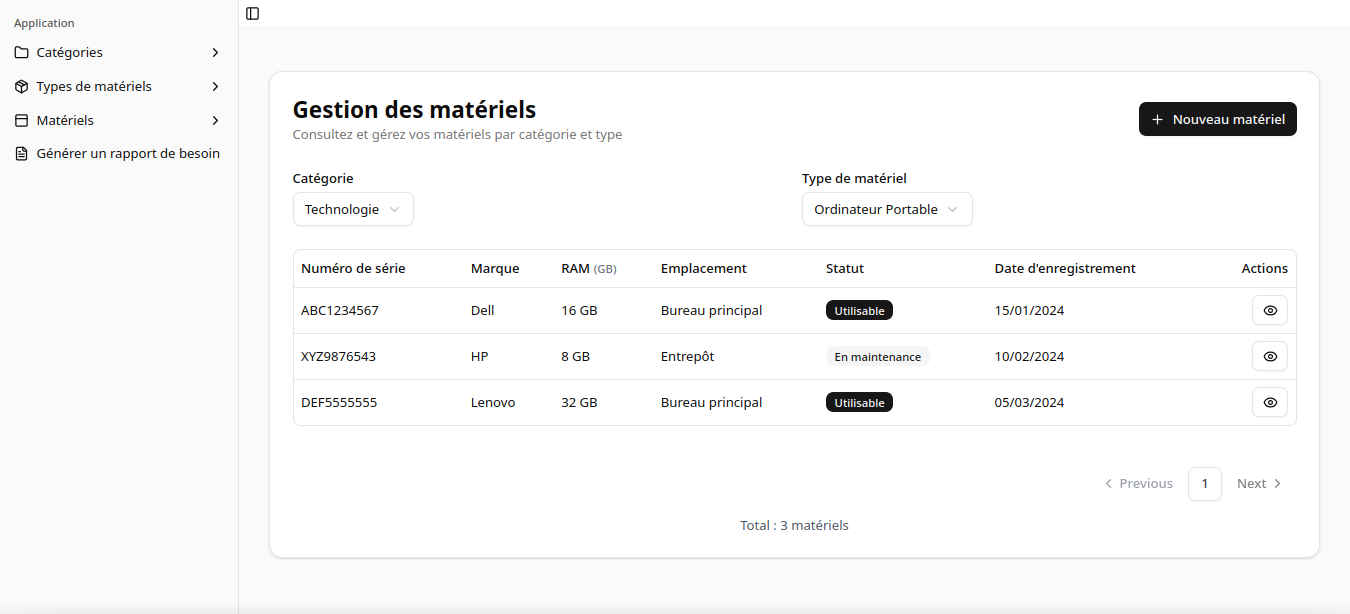 Application
Catégories
Types de matériels
Matériels
Générer un rapport de besoin
Gestion des matériels
Consultez et gérez vos matériels par catégorie et type
+ Nouveau matériel
Catégorie
Type de matériel
Technologie
Ordinateur Portable
Numéro de série Marque RAM (GB) Emplacement Statut Date d'enregistrement Actions
ABC1234567 Dell 16 GB Bureau principal Utilisable 15/01/2024
XYZ9876543 HP 8 GB Entrepôt En maintenance 10/02/2024
DEF5555555 Lenovo 32 GB Bureau principal Utilisable 05/03/2024
Previous 1 Next
Total : 3 matériels